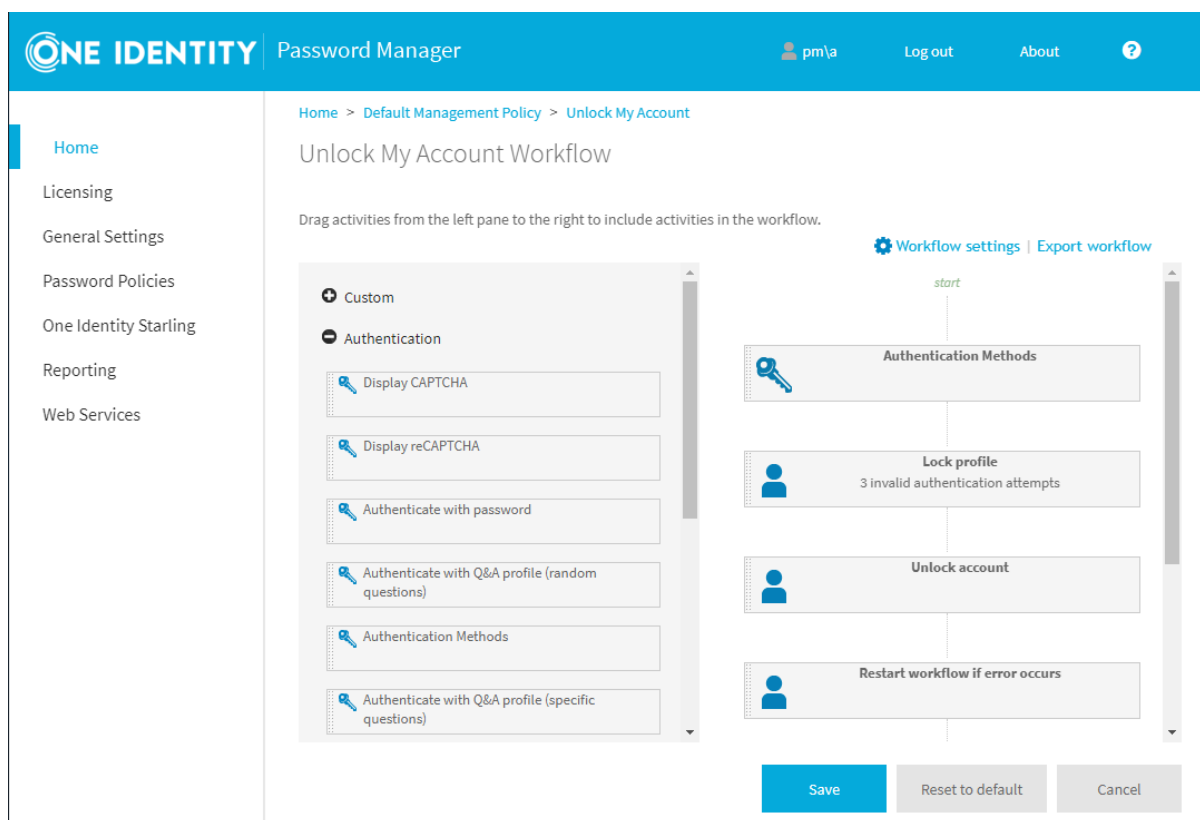 ONE IDENTITY Password Manager pm\a Log out About ?
Home > Default Management Policy > Unlock My Account
Home
Licensing
General Settings
Password Policies
One Identity Starling
Reporting
Web Services
Unlock My Account Workflow
Drag activities from the left pane to the right to include activities in the workflow.
Workflow settings | Export workflow
Custom
Authentication
Display CAPTCHA
Display reCAPTCHA
Authenticate with password
Authenticate with Q&A profile (random
questions)
Authentication Methods
Authenticate with Q&A profile (specific
questions)
start
Authentication Methods
Lock profile
3 invalid authentication attempts
Unlock account
Restart workflow if error occurs
Save Reset to default Cancel